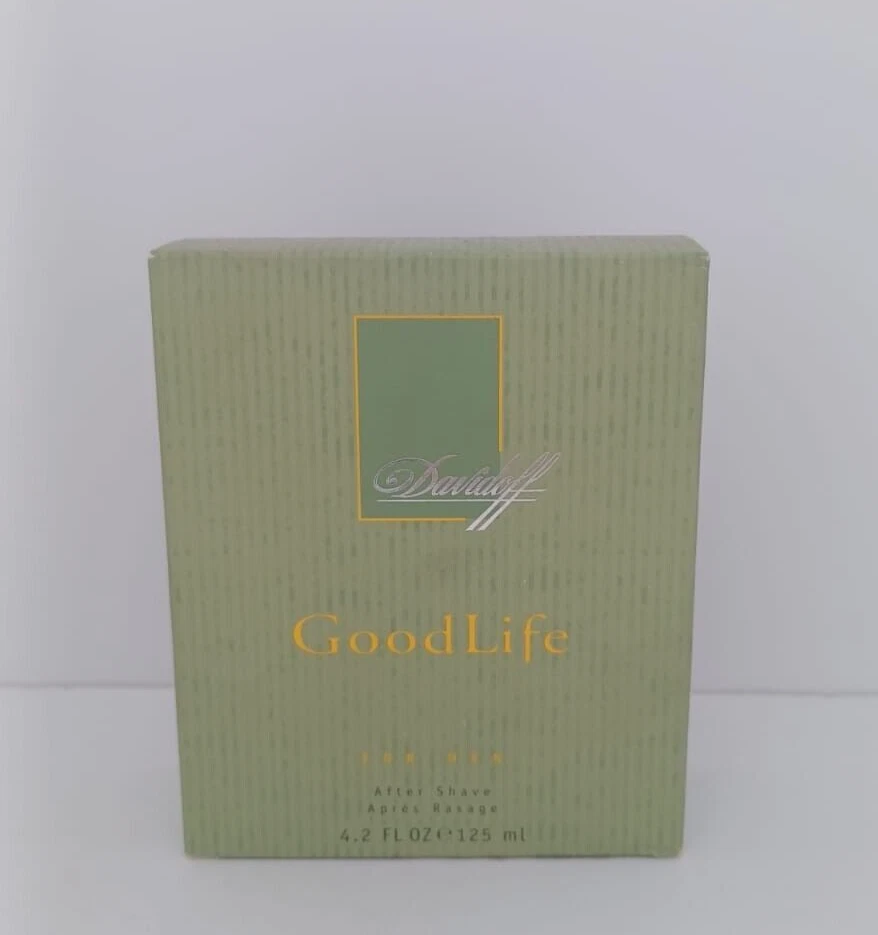 Davidoff
GoodLife
FOR MEN
After Shave
Après Rasage
4.2 FL OZ ℮ 125 ml